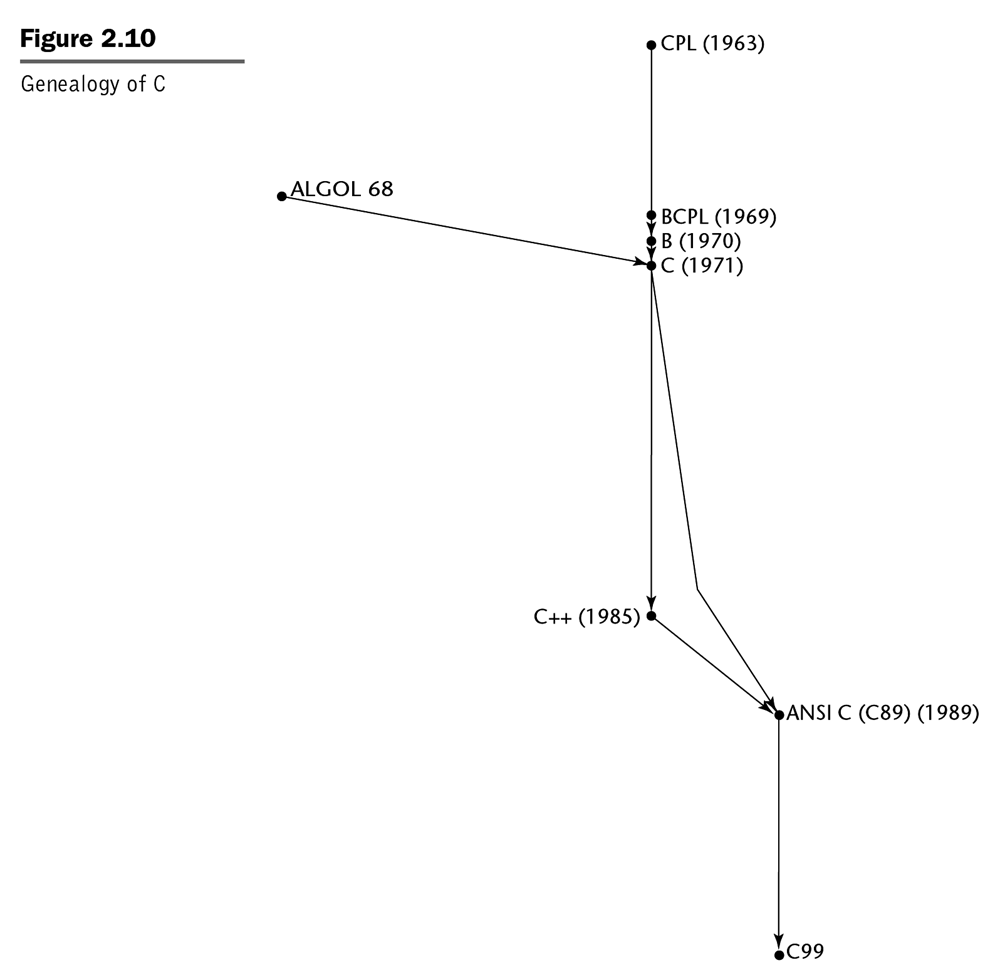 Figure 2.10
Genealogy of C
CPL (1963)
ALGOL 68
BCPL (1969)
B (1970)
C (1971)
C++ (1985)
ANSI C (C89) (1989)
C99